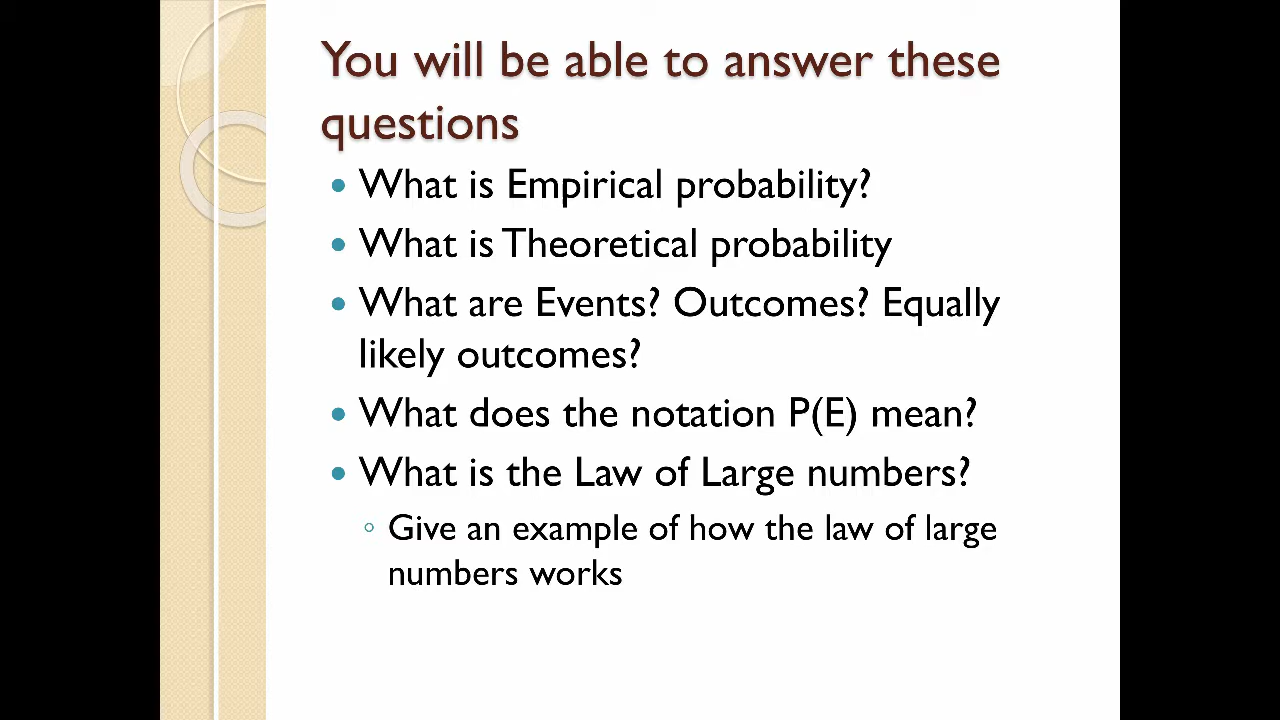 You will be able to answer these
questions
• What is Empirical probability?
• What is Theoretical probability
• What are Events? Outcomes? Equally
likely outcomes?
• What does the notation P(E) mean?
• What is the Law of Large numbers?
◦ Give an example of how the law of large
numbers works